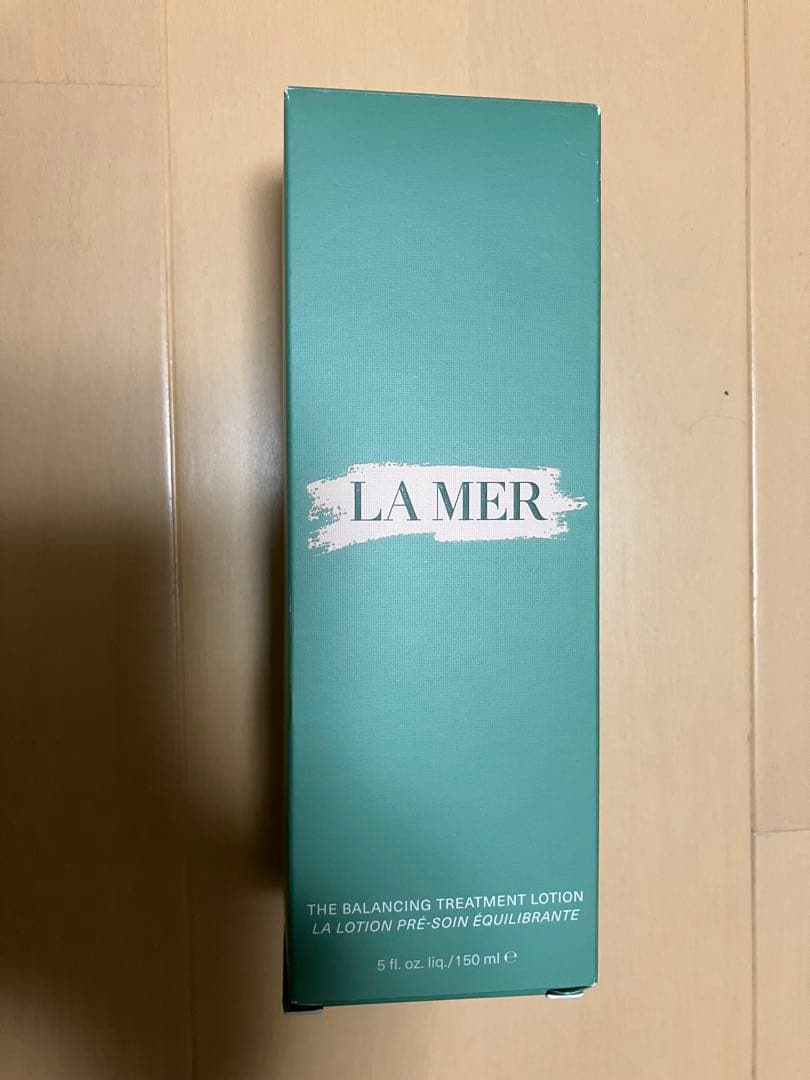 LA MER
THE BALANCING TREATMENT LOTION
LA LOTION PRÉ-SOIN ÉQUILIBRANTE
5 fl. oz. liq./150 ml ℮